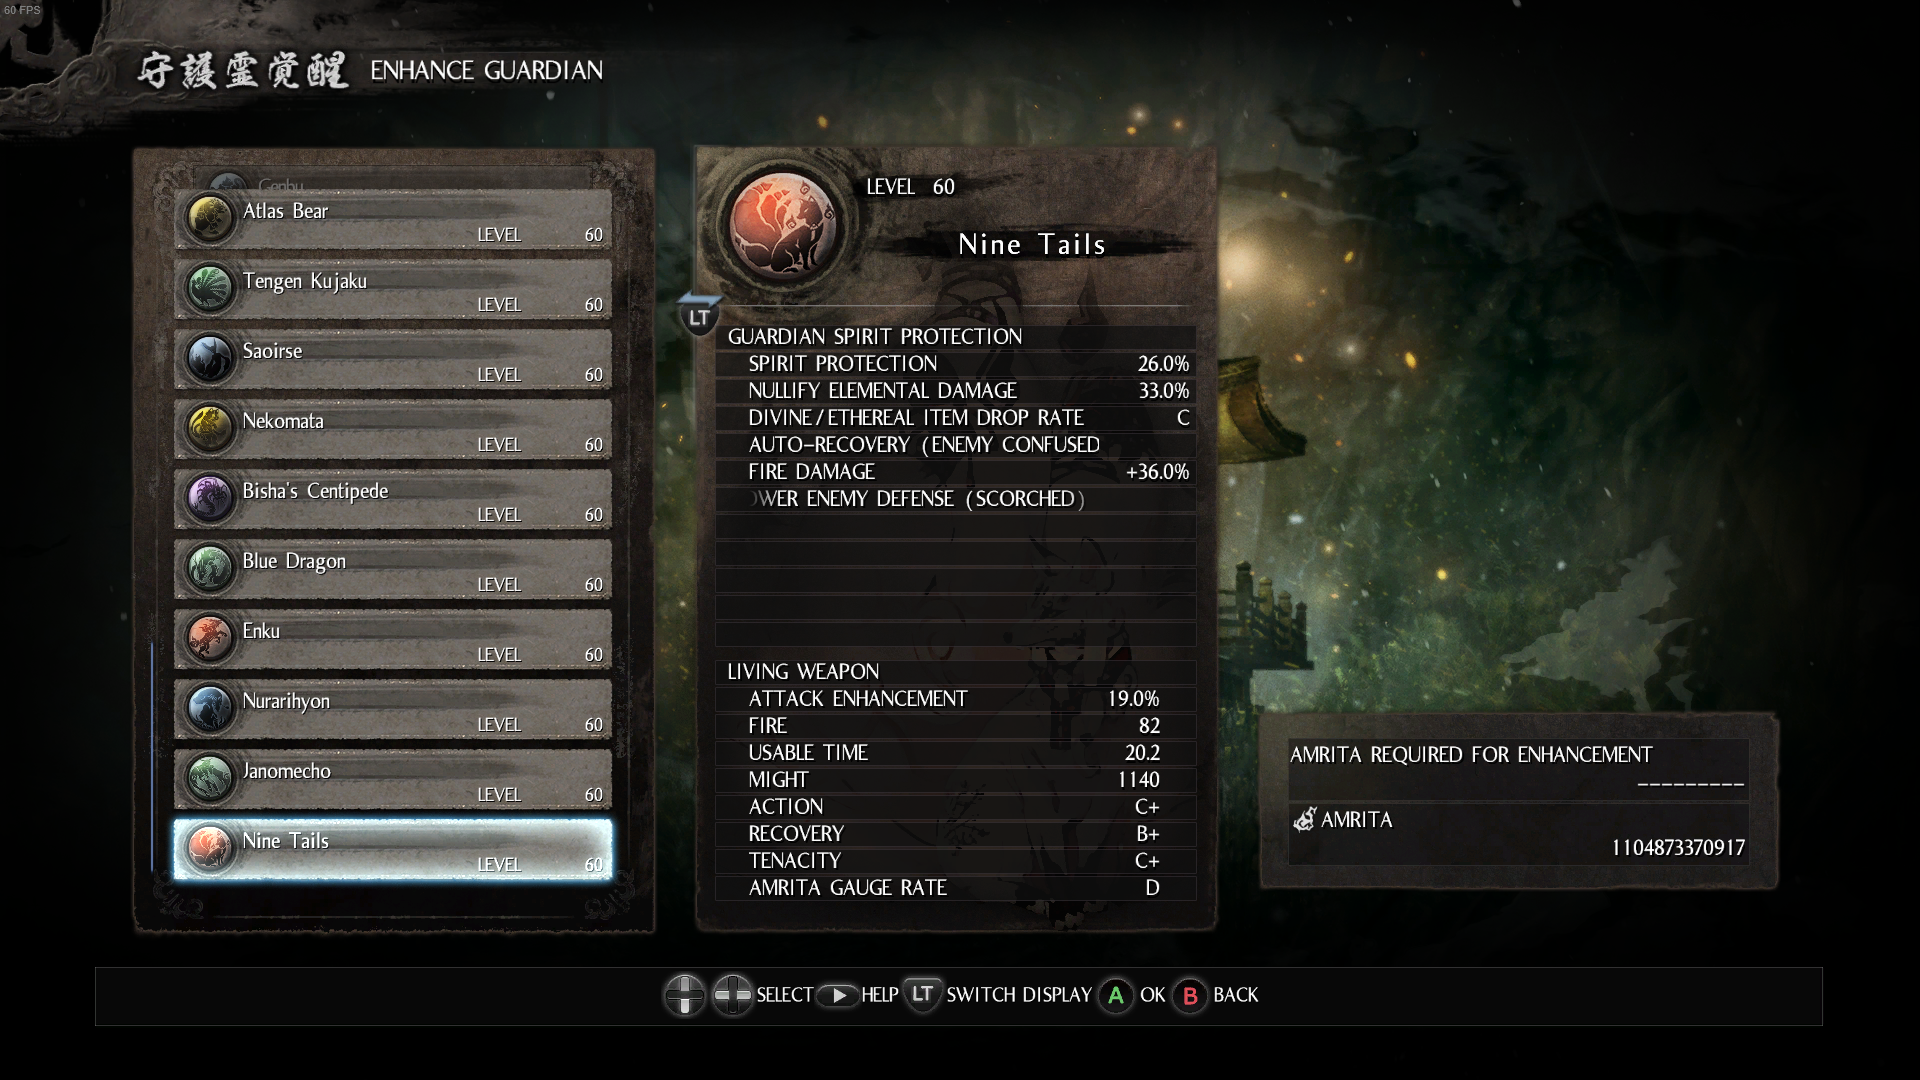 60 FPS
守護霊覚醒 ENHANCE GUARDIAN
Genbu
Atlas Bear
LEVEL 60
Tengen Kujaku
LEVEL 60
Saoirse
LEVEL 60
Nekomata
LEVEL 60
Bisha's Centipede
LEVEL 60
Blue Dragon
LEVEL 60
Enku
LEVEL 60
Nurarihyon
LEVEL 60
Janomecho
LEVEL 60
Nine Tails
LEVEL 60
LEVEL 60
Nine Tails
LT
GUARDIAN SPIRIT PROTECTION
SPIRIT PROTECTION 26.0%
NULLIFY ELEMENTAL DAMAGE 33.0%
DIVINE/ETHEREAL ITEM DROP RATE C
AUTO-RECOVERY (ENEMY CONFUSED
FIRE DAMAGE +36.0%
OWER ENEMY DEFENSE (SCORCHED)
LIVING WEAPON
ATTACK ENHANCEMENT 19.0%
FIRE 82
USABLE TIME 20.2
MIGHT 1140
ACTION C+
RECOVERY B+
TENACITY C+
AMRITA GAUGE RATE D
AMRITA REQUIRED FOR ENHANCEMENT
---------
AMRITA
1104873370917
SELECT HELP LT SWITCH DISPLAY A OK B BACK